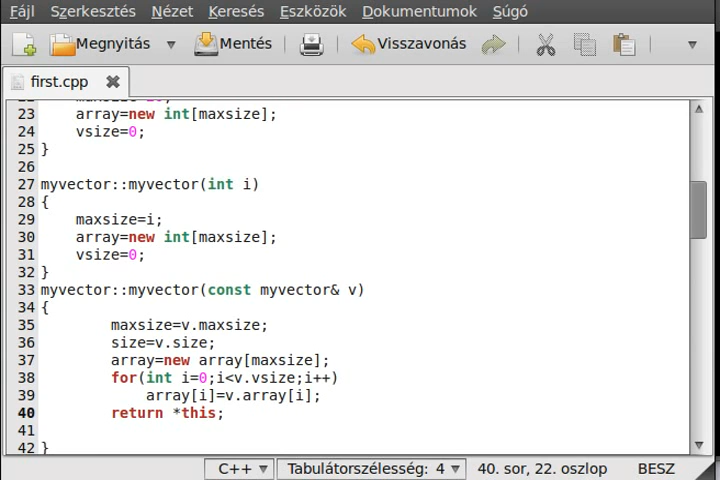 Fájl Szerkesztés Nézet Keresés Eszközök Dokumentumok Súgó
Megnyitás Mentés Visszavonás
first.cpp
23 array=new int[maxsize];
24 vsize=0;
25 }
26
27 myvector::myvector(int i)
28 {
29 maxsize=i;
30 array=new int[maxsize];
31 vsize=0;
32 }
33 myvector::myvector(const myvector& v)
34 {
35 maxsize=v.maxsize;
36 size=v.size;
37 array=new array[maxsize];
38 for(int i=0;i<v.vsize;i++)
39 array[i]=v.array[i];
40 return *this;
41
42 }
C++ Tabulátorszélesség: 4 40. sor, 22. oszlop BESZ